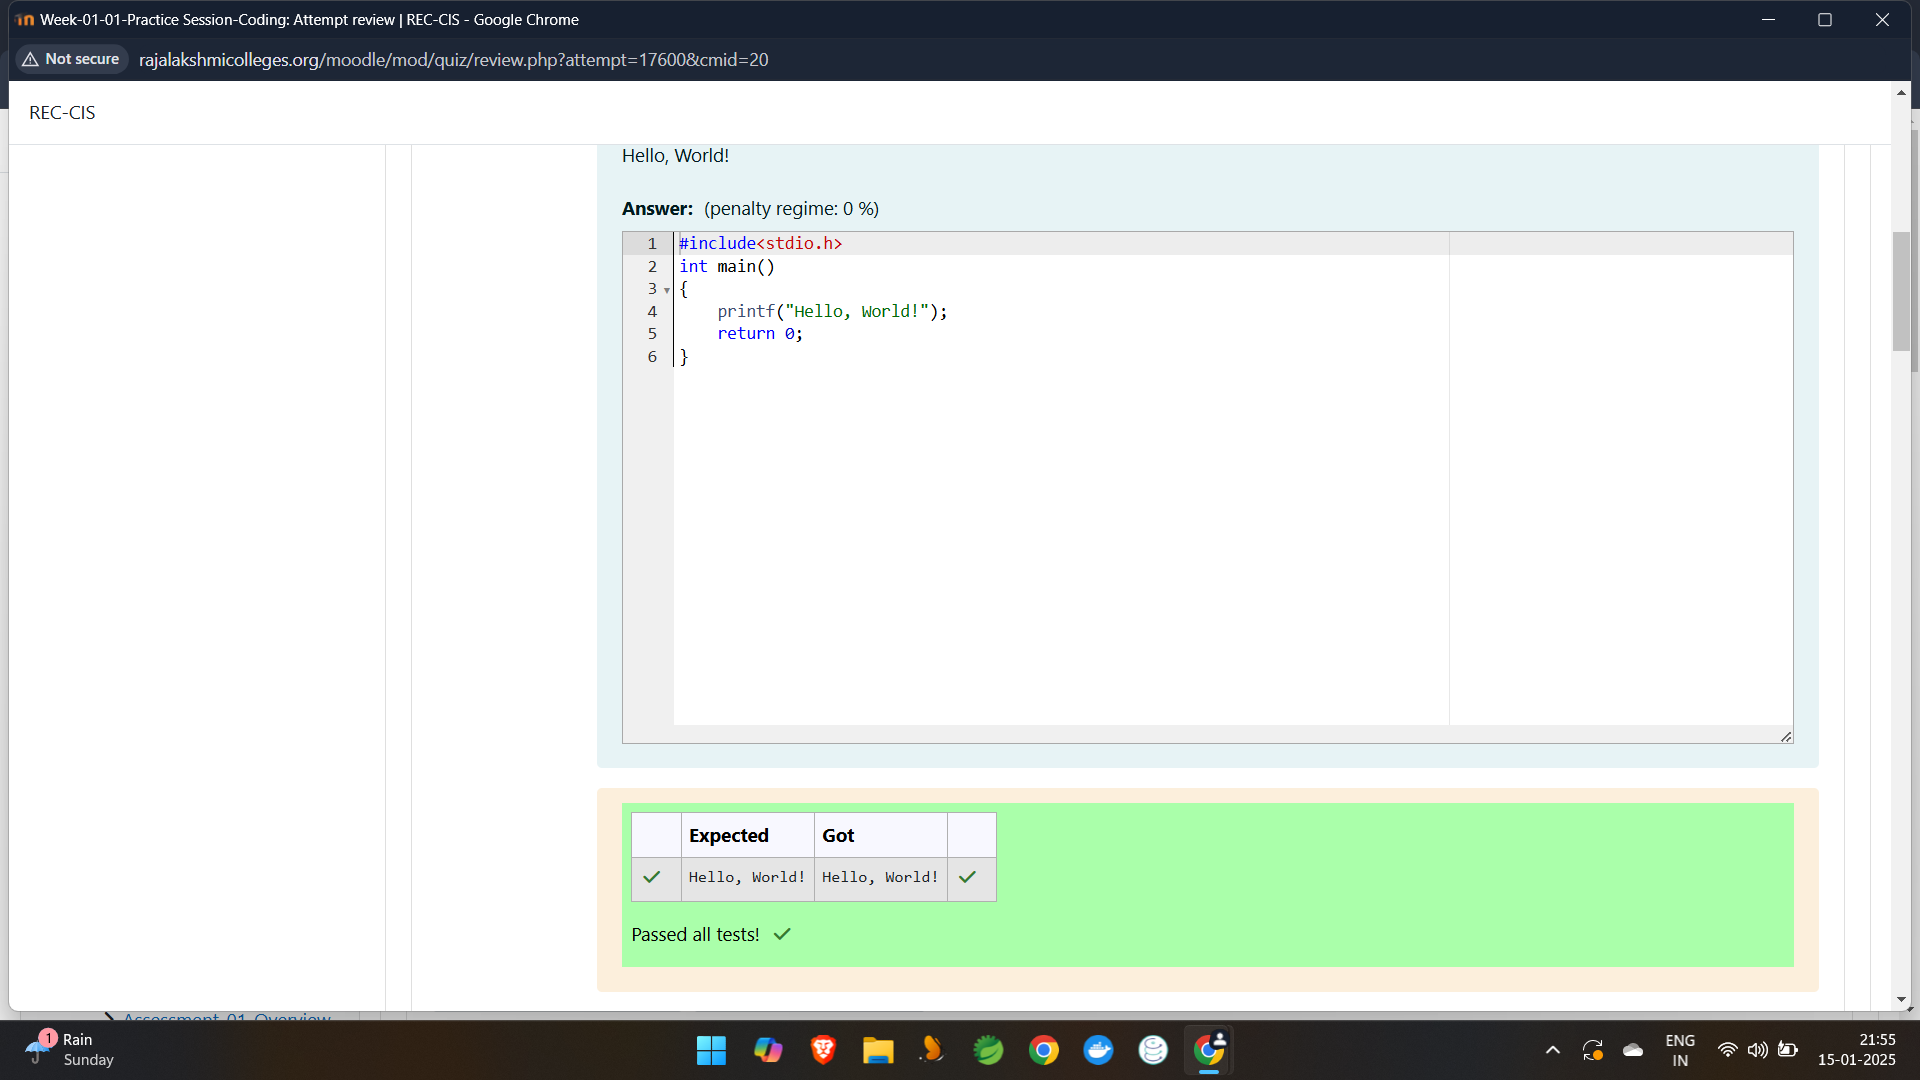 Week-01-01-Practice Session-Coding: Attempt review | REC-CIS - Google Chrome
Not secure rajalakshmicolleges.org/moodle/mod/quiz/review.php?attempt=17600&cmid=20
REC-CIS
Hello, World!
Answer: (penalty regime: 0 %)
1 #include<stdio.h>
2 int main()
3 {
4 printf("Hello, World!");
5 return 0;
6 }
Expected Got
Hello, World! Hello, World!
Passed all tests!
Assessment-01-Overview
1 Rain
Sunday
ENG
IN
21:55
15-01-2025